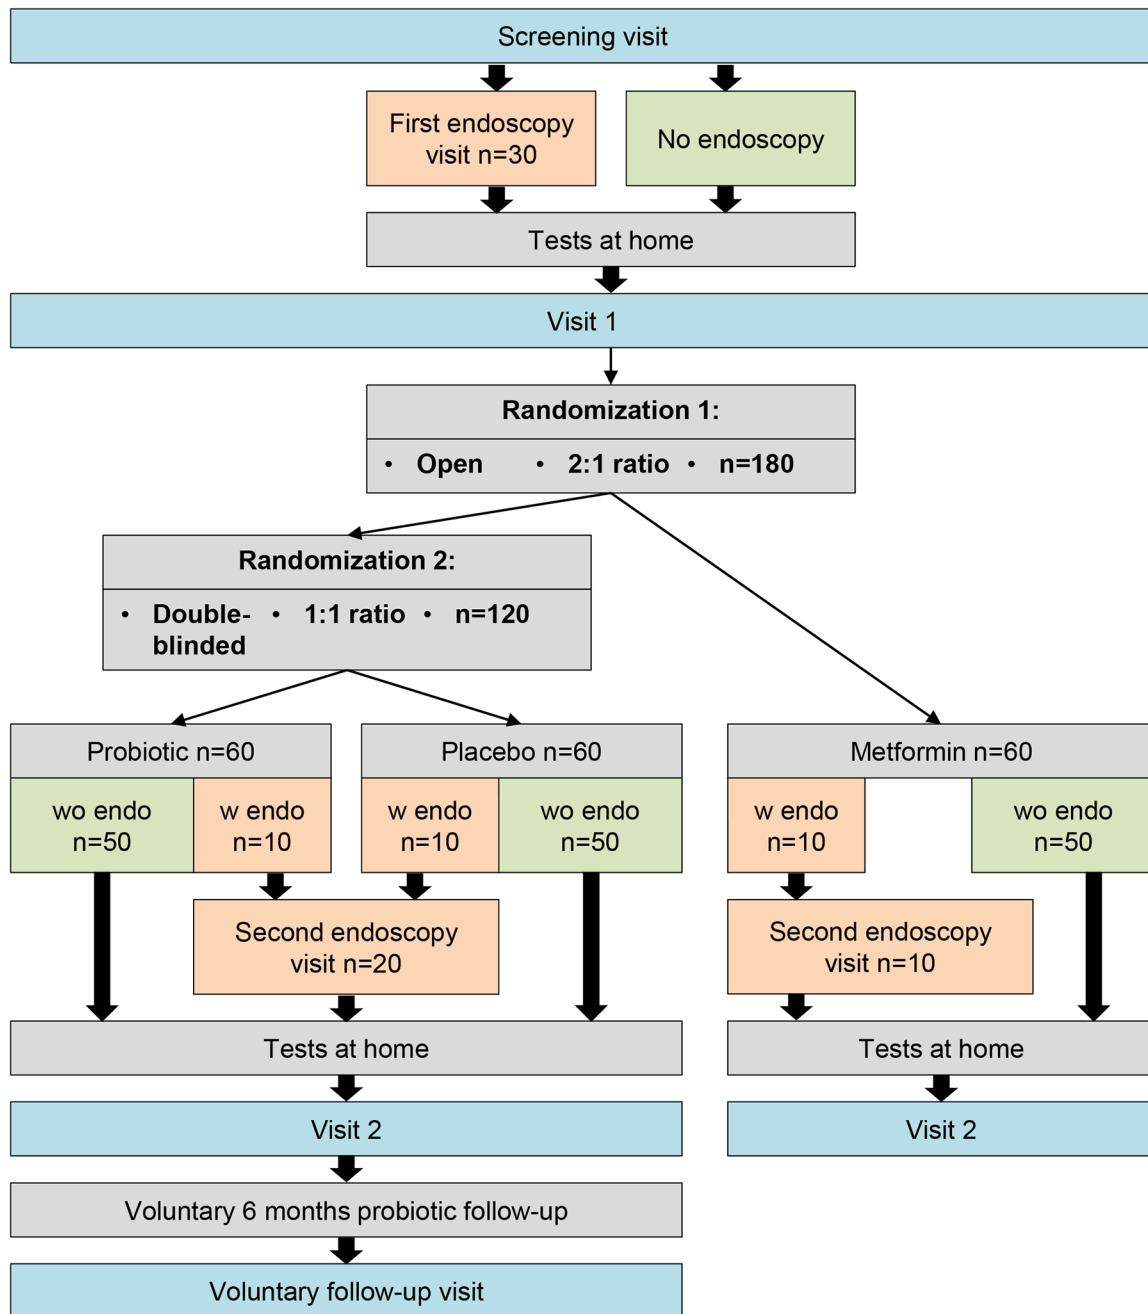 Screening visit
First endoscopy
visit n=30
No endoscopy
Tests at home
Visit 1
Randomization 1:
• Open • 2:1 ratio • n=180
Randomization 2:
• Double- • 1:1 ratio • n=120
blinded
Probiotic n=60
Placebo n=60
Metformin n=60
wo endo
n=50
w endo
n=10
w endo
n=10
wo endo
n=50
w endo
n=10
wo endo
n=50
Second endoscopy
visit n=20
Second endoscopy
visit n=10
Tests at home
Tests at home
Visit 2
Visit 2
Voluntary 6 months probiotic follow-up
Voluntary follow-up visit